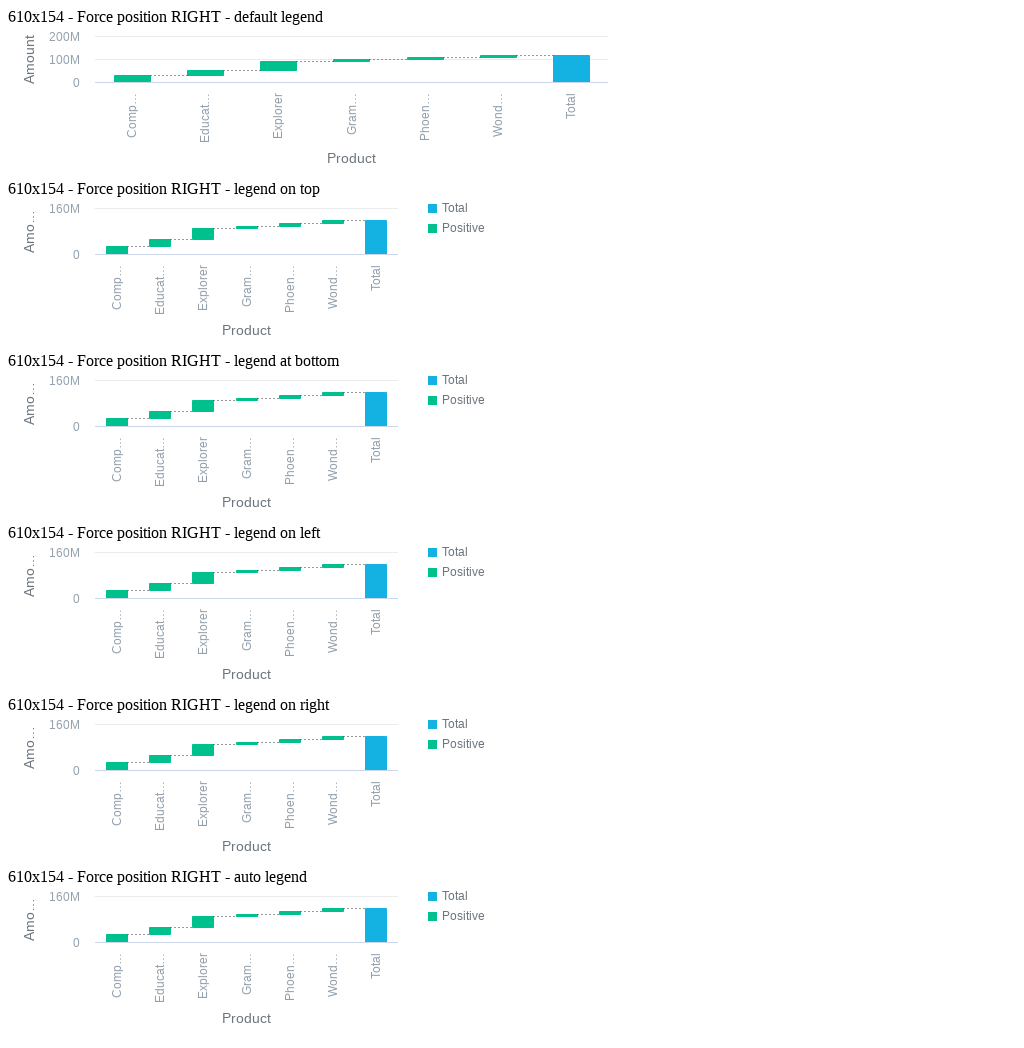 610x154 - Force position RIGHT - default legend
200M
100M
0
Amount
Comp…
Educat…
Explorer
Gram…
Phoen…
Wond…
Total
Product
610x154 - Force position RIGHT - legend on top
160M
0
Amo…
Comp…
Educat…
Explorer
Gram…
Phoen…
Wond…
Total
Product
Total
Positive
610x154 - Force position RIGHT - legend at bottom
160M
0
Amo…
Comp…
Educat…
Explorer
Gram…
Phoen…
Wond…
Total
Product
Total
Positive
610x154 - Force position RIGHT - legend on left
160M
0
Amo…
Comp…
Educat…
Explorer
Gram…
Phoen…
Wond…
Total
Product
Total
Positive
610x154 - Force position RIGHT - legend on right
160M
0
Amo…
Comp…
Educat…
Explorer
Gram…
Phoen…
Wond…
Total
Product
Total
Positive
610x154 - Force position RIGHT - auto legend
160M
0
Amo…
Comp…
Educat…
Explorer
Gram…
Phoen…
Wond…
Total
Product
Total
Positive